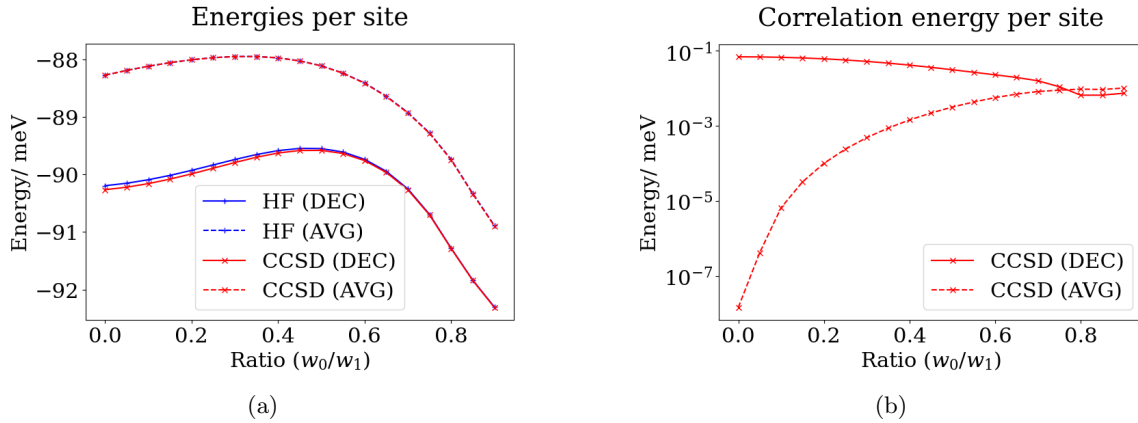 Energies per site
Energy/ meV
−88
−89
−90
−91
−92
HF (DEC)
HF (AVG)
CCSD (DEC)
CCSD (AVG)
0.0 0.2 0.4 0.6 0.8
Ratio (w₀/w₁)
(a)
Correlation energy per site
Energy/ meV
10⁻¹
10⁻³
10⁻⁵
10⁻⁷
CCSD (DEC)
CCSD (AVG)
0.0 0.2 0.4 0.6 0.8
Ratio (w₀/w₁)
(b)